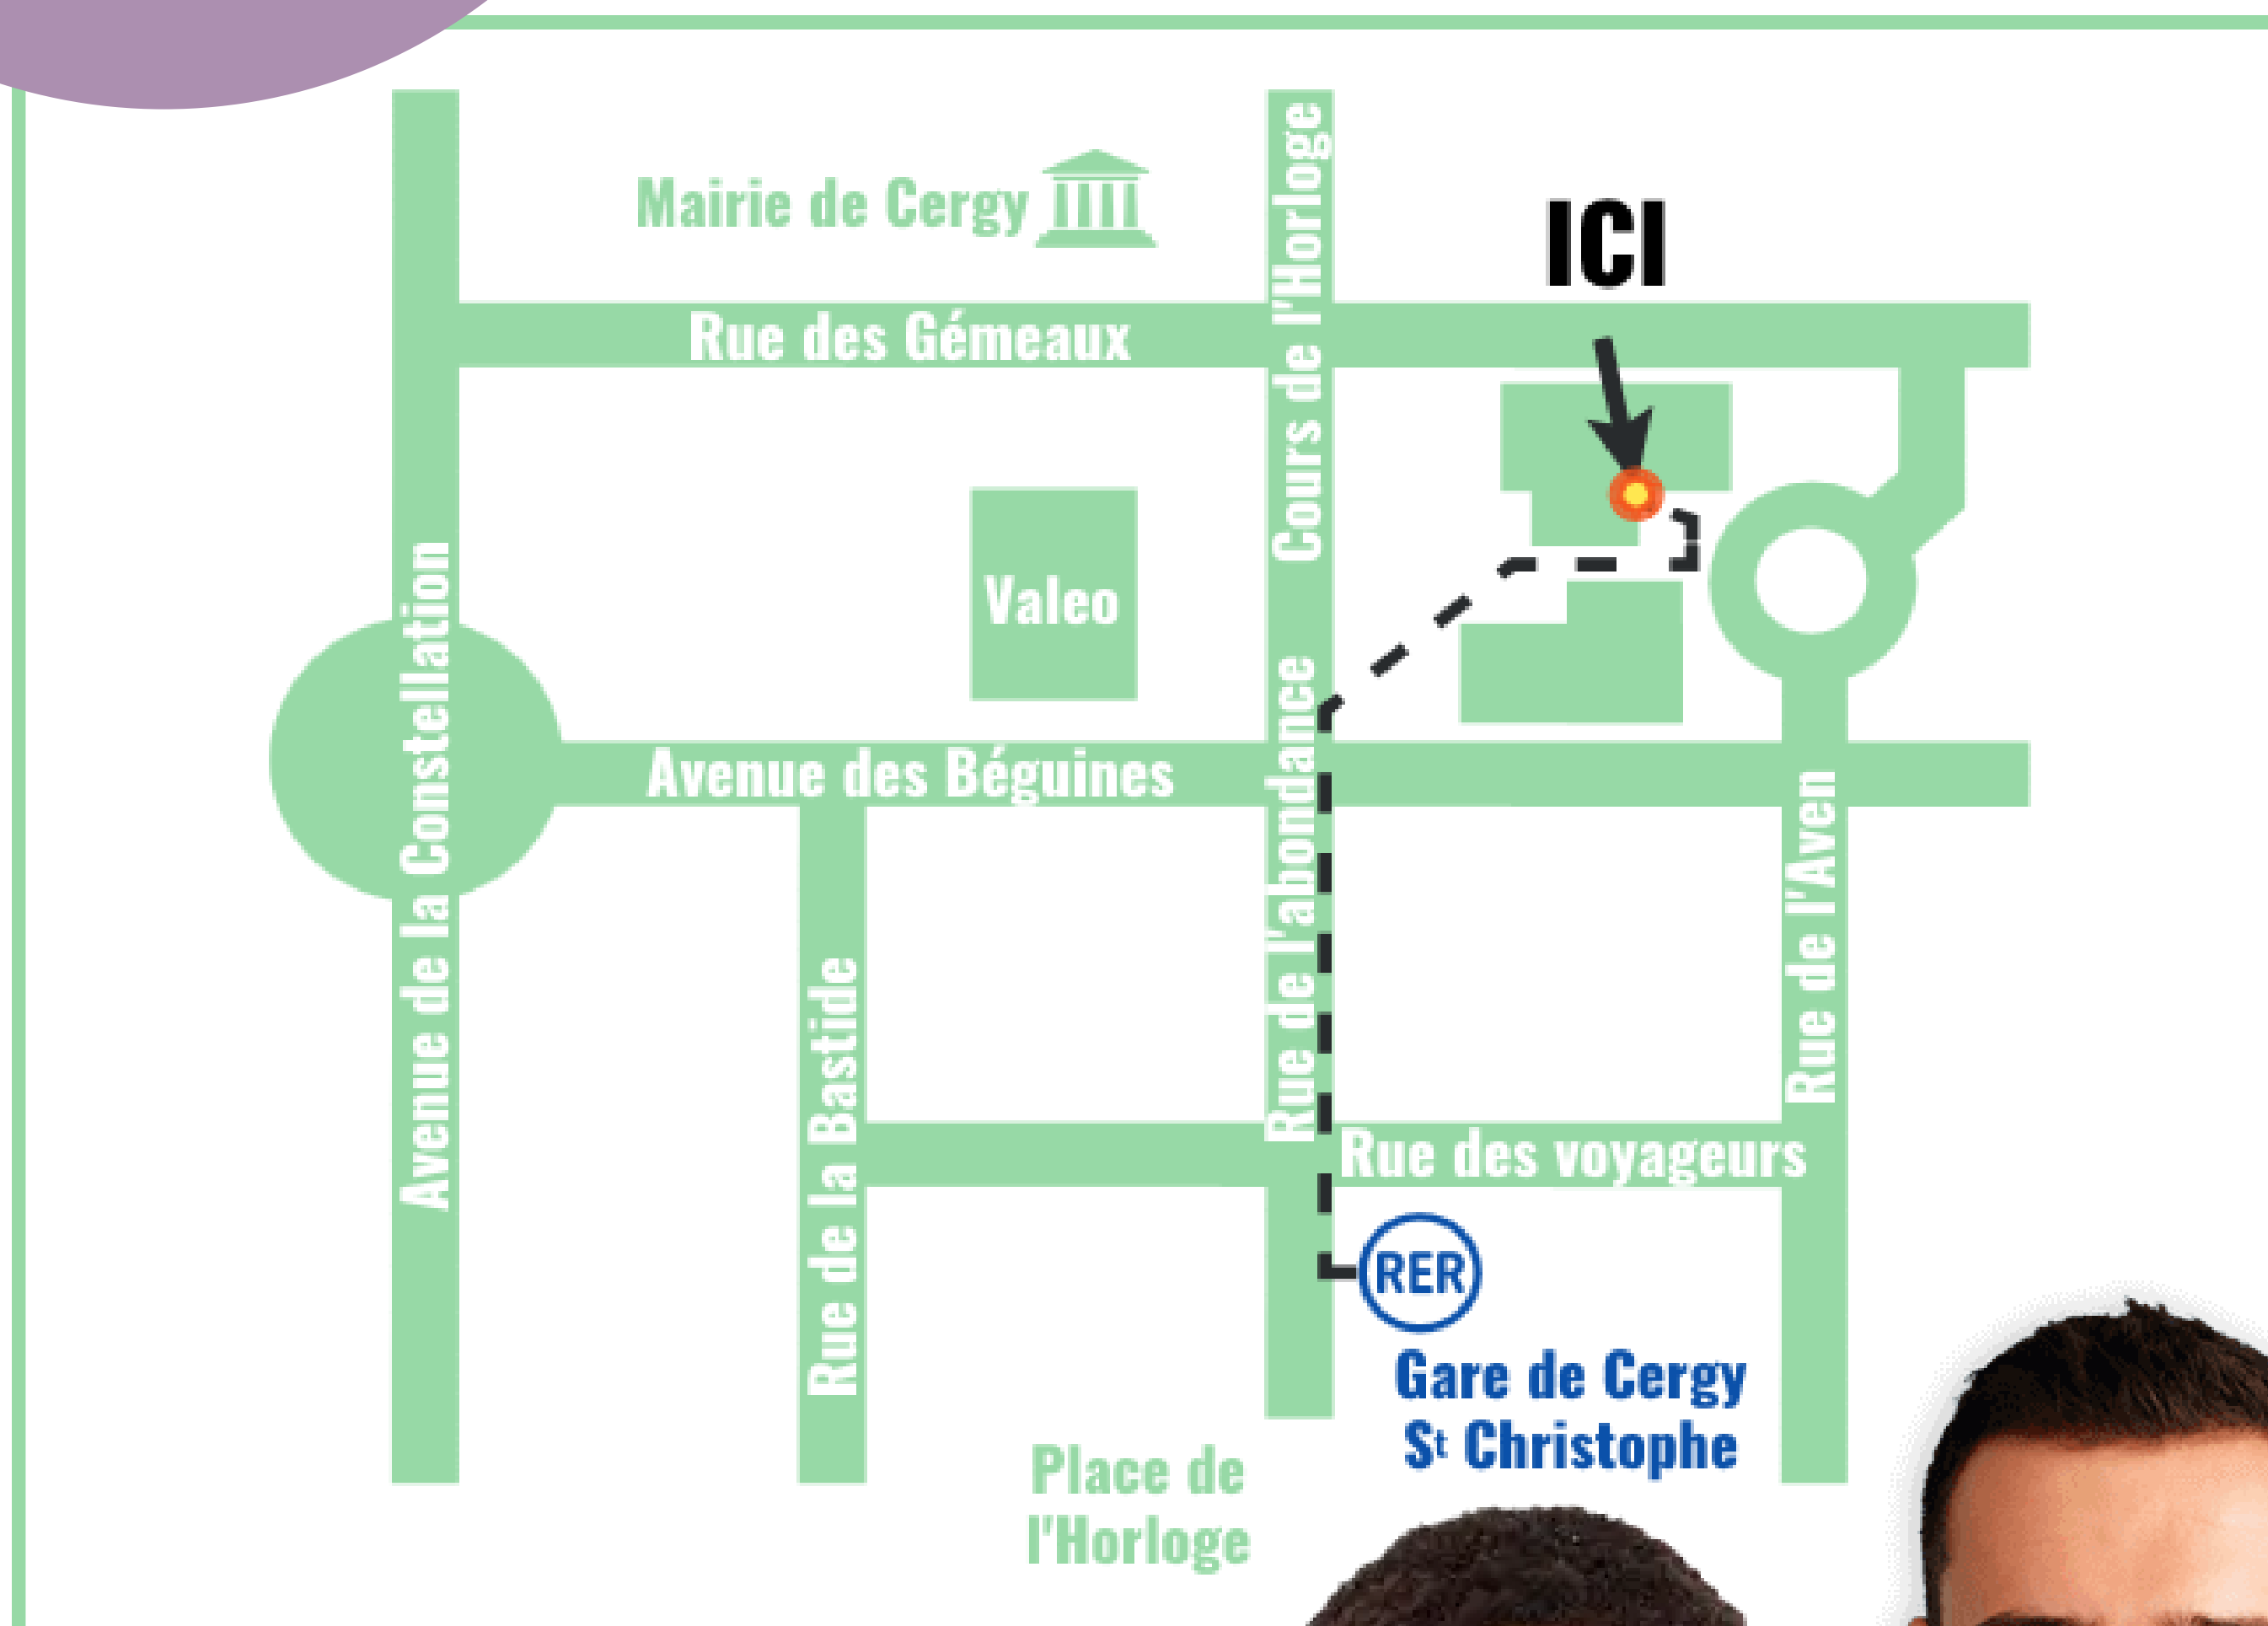 Mairie de Cergy
Cours de l'Horloge
ICI
Rue des Gémeaux
Valeo
Avenue de la Constellation
Avenue des Béguines
Rue de l'abondance
Rue de l'Aven
Rue de la Bastide
Rue des voyageurs
RER
Gare de Cergy
St Christophe
Place de
l'Horloge